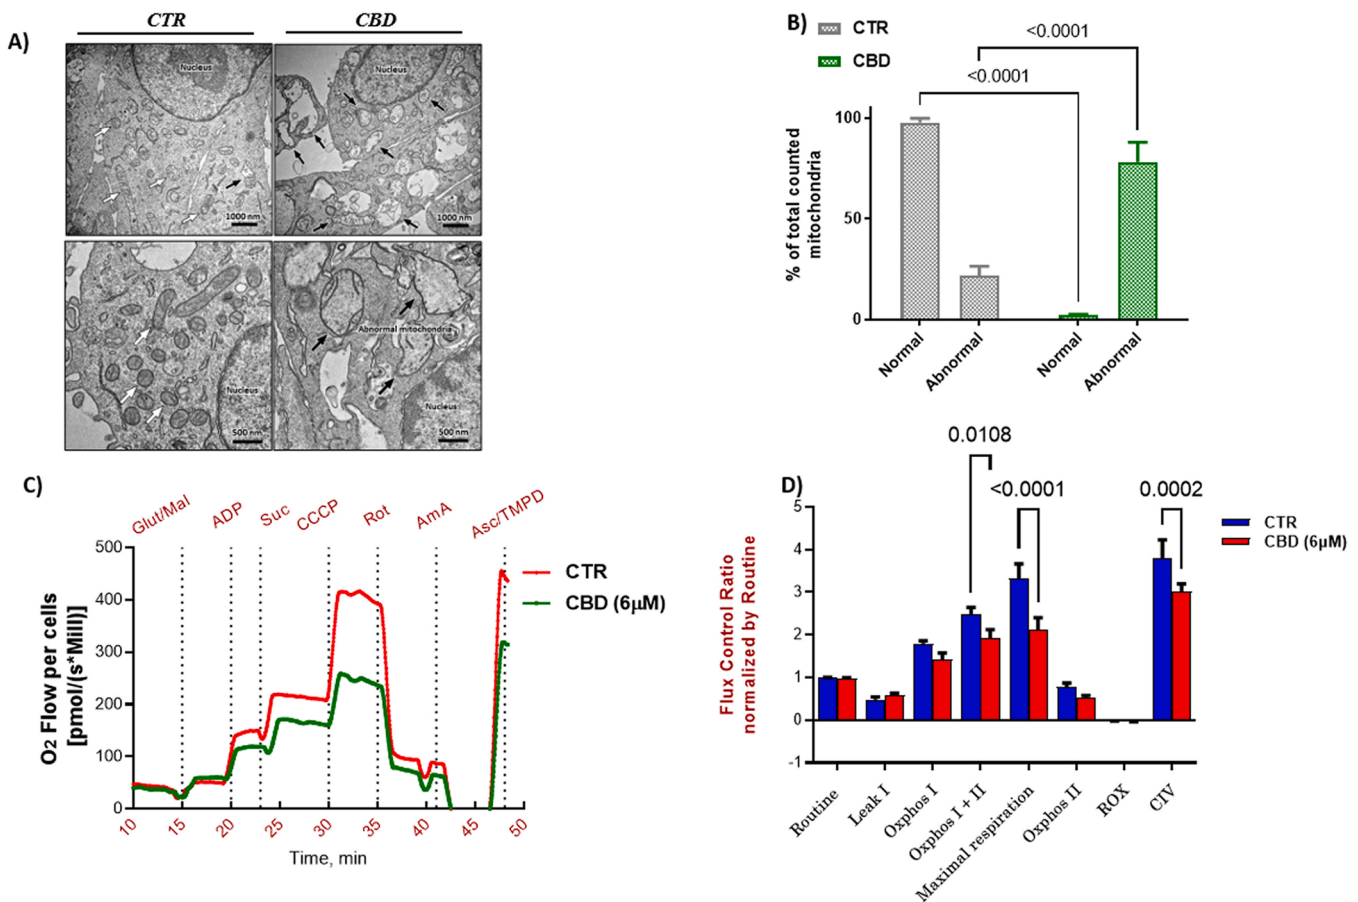 A)
CTR
CBD
Nucleus
1000 nm
Nucleus
1000 nm
Nucleus
500 nm
Abnormal mitochondria
Nucleus
500 nm
B)
CTR
CBD
<0.0001
<0.0001
% of total counted
mitochondria
100
50
0
Normal
Abnormal
Normal
Abnormal
C)
Glut/Mal
ADP
Suc
CCCP
Rot
AmA
Asc/TMPD
O2 Flow per cells
[pmol/(s*Mill)]
500
400
300
200
100
0
10
15
20
25
30
35
40
45
50
Time, min
CTR
CBD (6µM)
D)
0.0108
<0.0001
0.0002
Flux Control Ratio
normalized by Routine
5
4
3
2
1
0
-1
Routine
Leak I
Oxphos I
Oxphos I + II
Maximal respiration
Oxphos II
ROX
CIV
CTR
CBD (6µM)